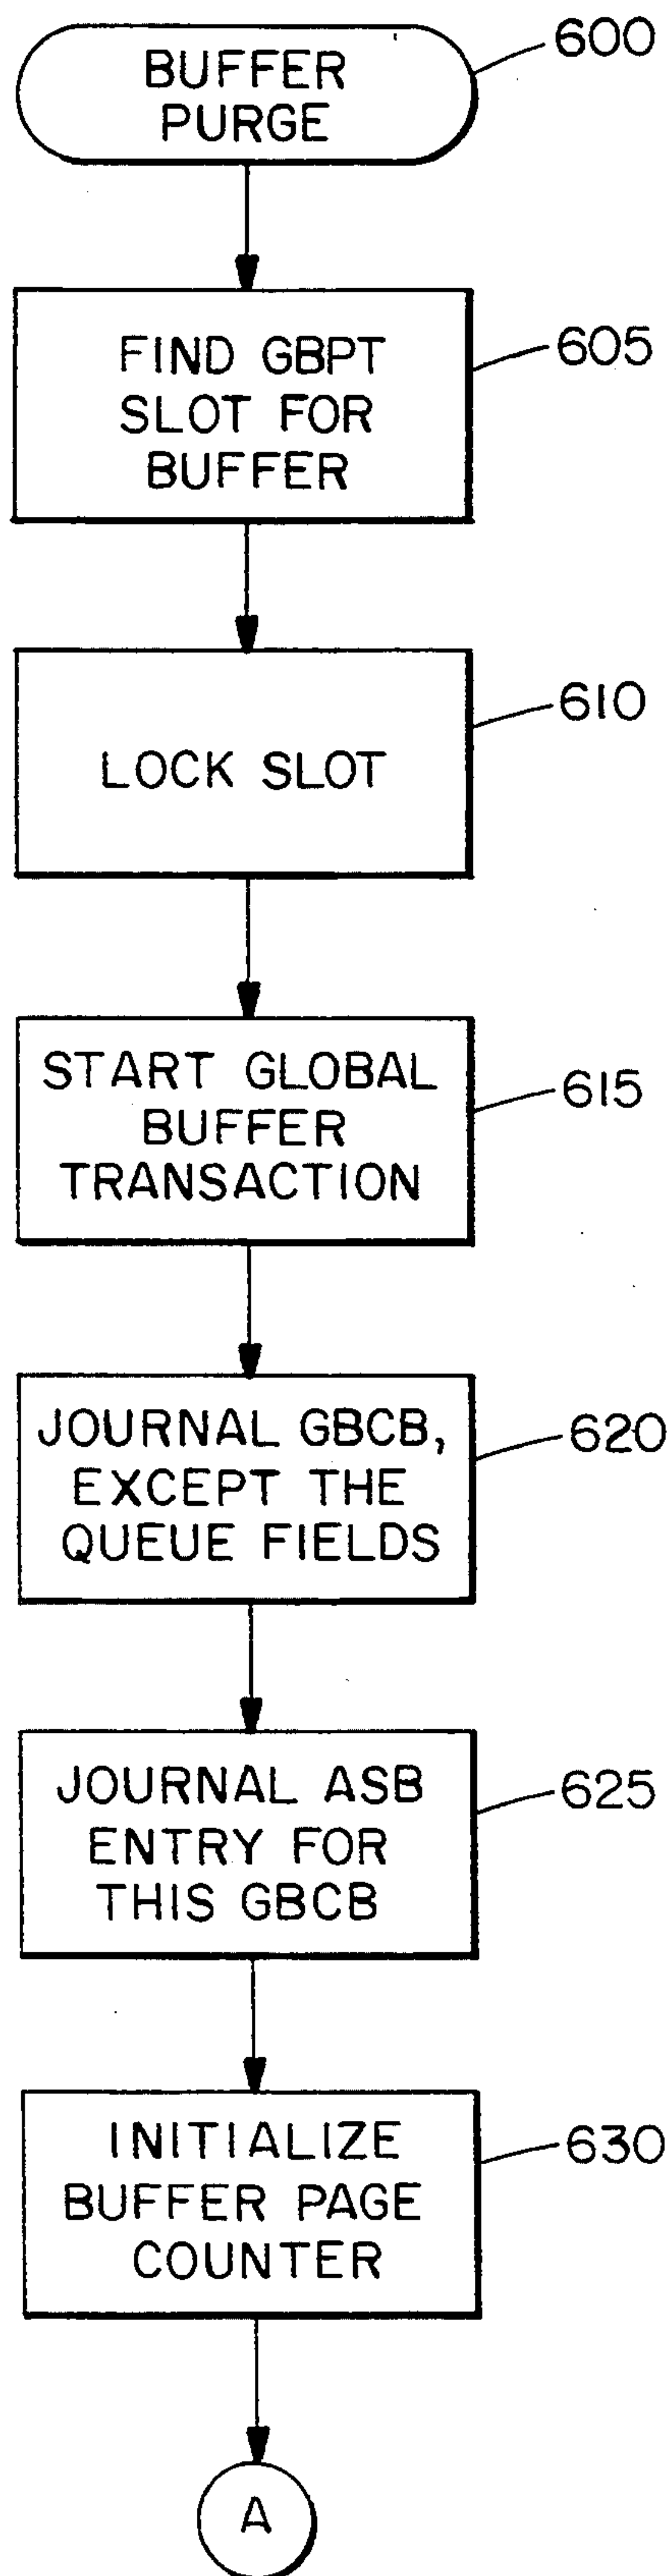 BUFFER
PURGE
600
FIND GBPT
SLOT FOR
BUFFER
605
LOCK SLOT
610
START GLOBAL
BUFFER
TRANSACTION
615
JOURNAL GBCB,
EXCEPT THE
QUEUE FIELDS
620
JOURNAL ASB
ENTRY FOR
THIS GBCB
625
INITIALIZE
BUFFER PAGE
COUNTER
630
A